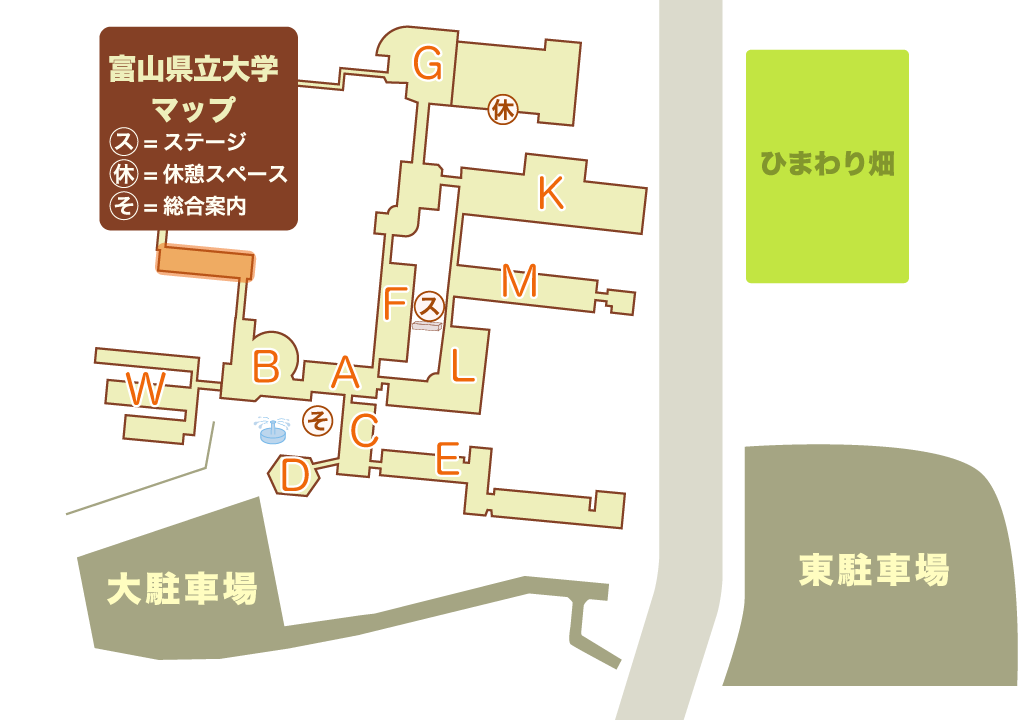 富山県立大学
マップ
ス = ステージ
休 = 休憩スペース
そ = 総合案内
G
休
K
ひまわり畑
F
ス
M
B
A
L
W
そ
C
D
E
大駐車場
東駐車場